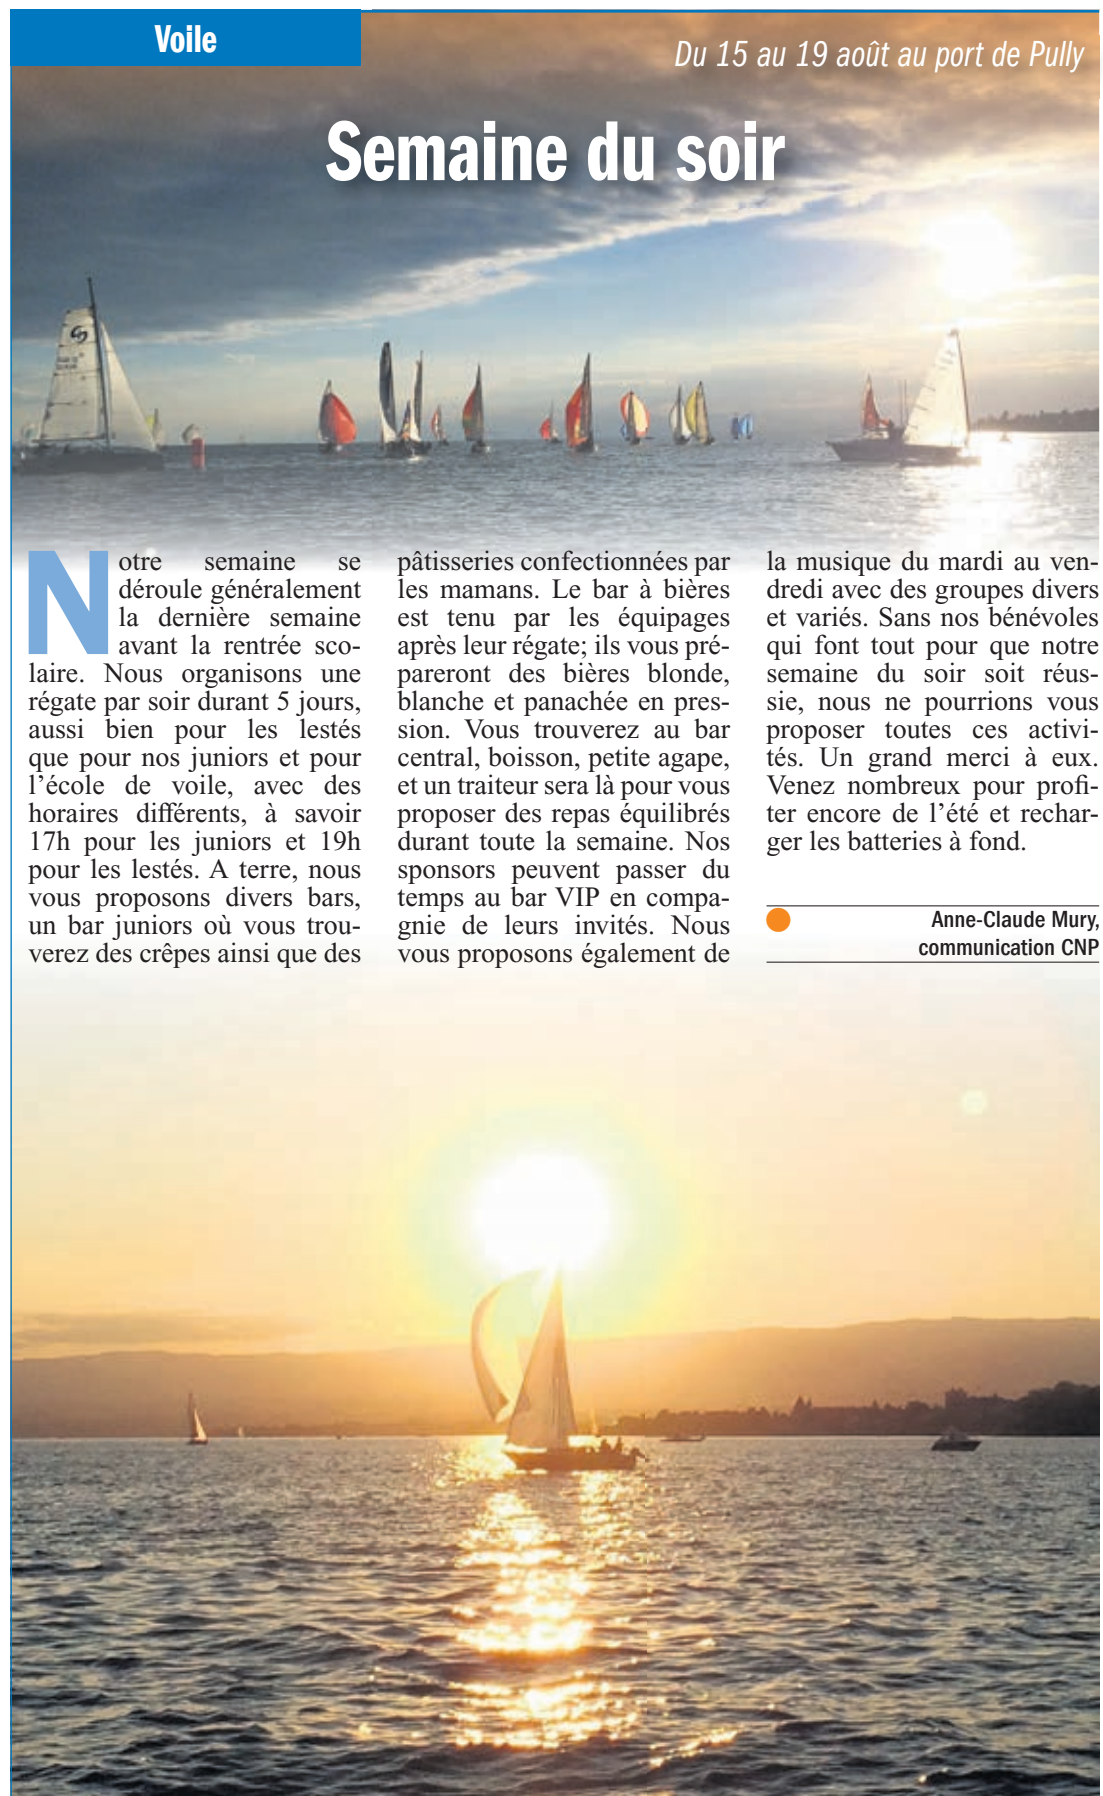 Voile
Du 15 au 19 août au port de Pully
Semaine du soir
Notre semaine se
déroule généralement
la dernière semaine
avant la rentrée sco-
laire. Nous organisons une
régate par soir durant 5 jours,
aussi bien pour les lestés
que pour nos juniors et pour
l’école de voile, avec des
horaires différents, à savoir
17h pour les juniors et 19h
pour les lestés. A terre, nous
vous proposons divers bars,
un bar juniors où vous trou-
verez des crêpes ainsi que des
pâtisseries confectionnées par
les mamans. Le bar à bières
est tenu par les équipages
après leur régate; ils vous pré-
pareront des bières blonde,
blanche et panachée en pres-
sion. Vous trouverez au bar
central, boisson, petite agape,
et un traiteur sera là pour vous
proposer des repas équilibrés
durant toute la semaine. Nos
sponsors peuvent passer du
temps au bar VIP en compa-
gnie de leurs invités. Nous
vous proposons également de
la musique du mardi au ven-
dredi avec des groupes divers
et variés. Sans nos bénévoles
qui font tout pour que notre
semaine du soir soit réus-
sie, nous ne pourrions vous
proposer toutes ces activi-
tés. Un grand merci à eux.
Venez nombreux pour profi-
ter encore de l’été et rechar-
ger les batteries à fond.
Anne-Claude Mury,
communication CNP